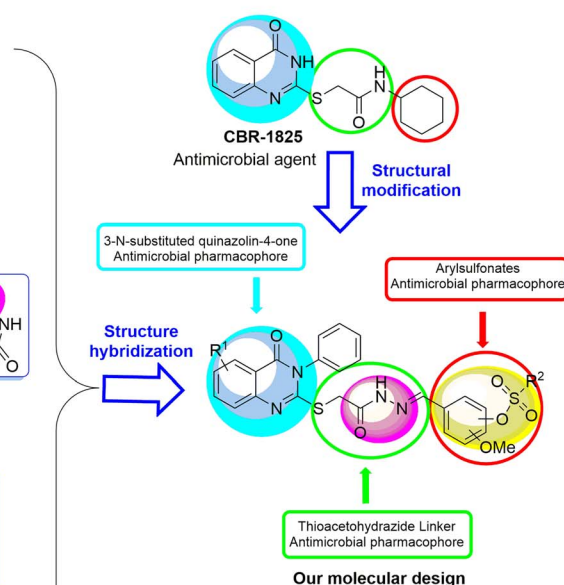 O
NH
N
S
H
N
O
CBR-1825
Antimicrobial agent
Structural
modification
3-N-substituted quinazolin-4-one
Antimicrobial pharmacophore
Arylsulfonates
Antimicrobial pharmacophore
NH
O
Structure
hybridization
R1
O
N
N
S
O
H
N
N
R2
O
S
O
O
OMe
Thioacetohydrazide Linker
Antimicrobial pharmacophore
Our molecular design